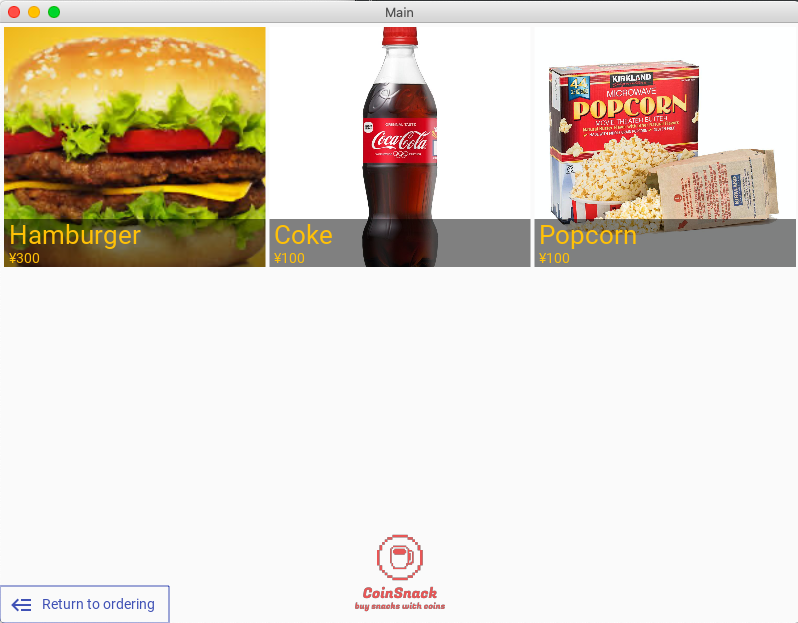 Main
Coca-Cola
KIRKLAND
MICROWAVE
POPCORN
Hamburger
¥300
Coke
¥100
Popcorn
¥100
CoinSnack
buy snacks with coins
Return to ordering